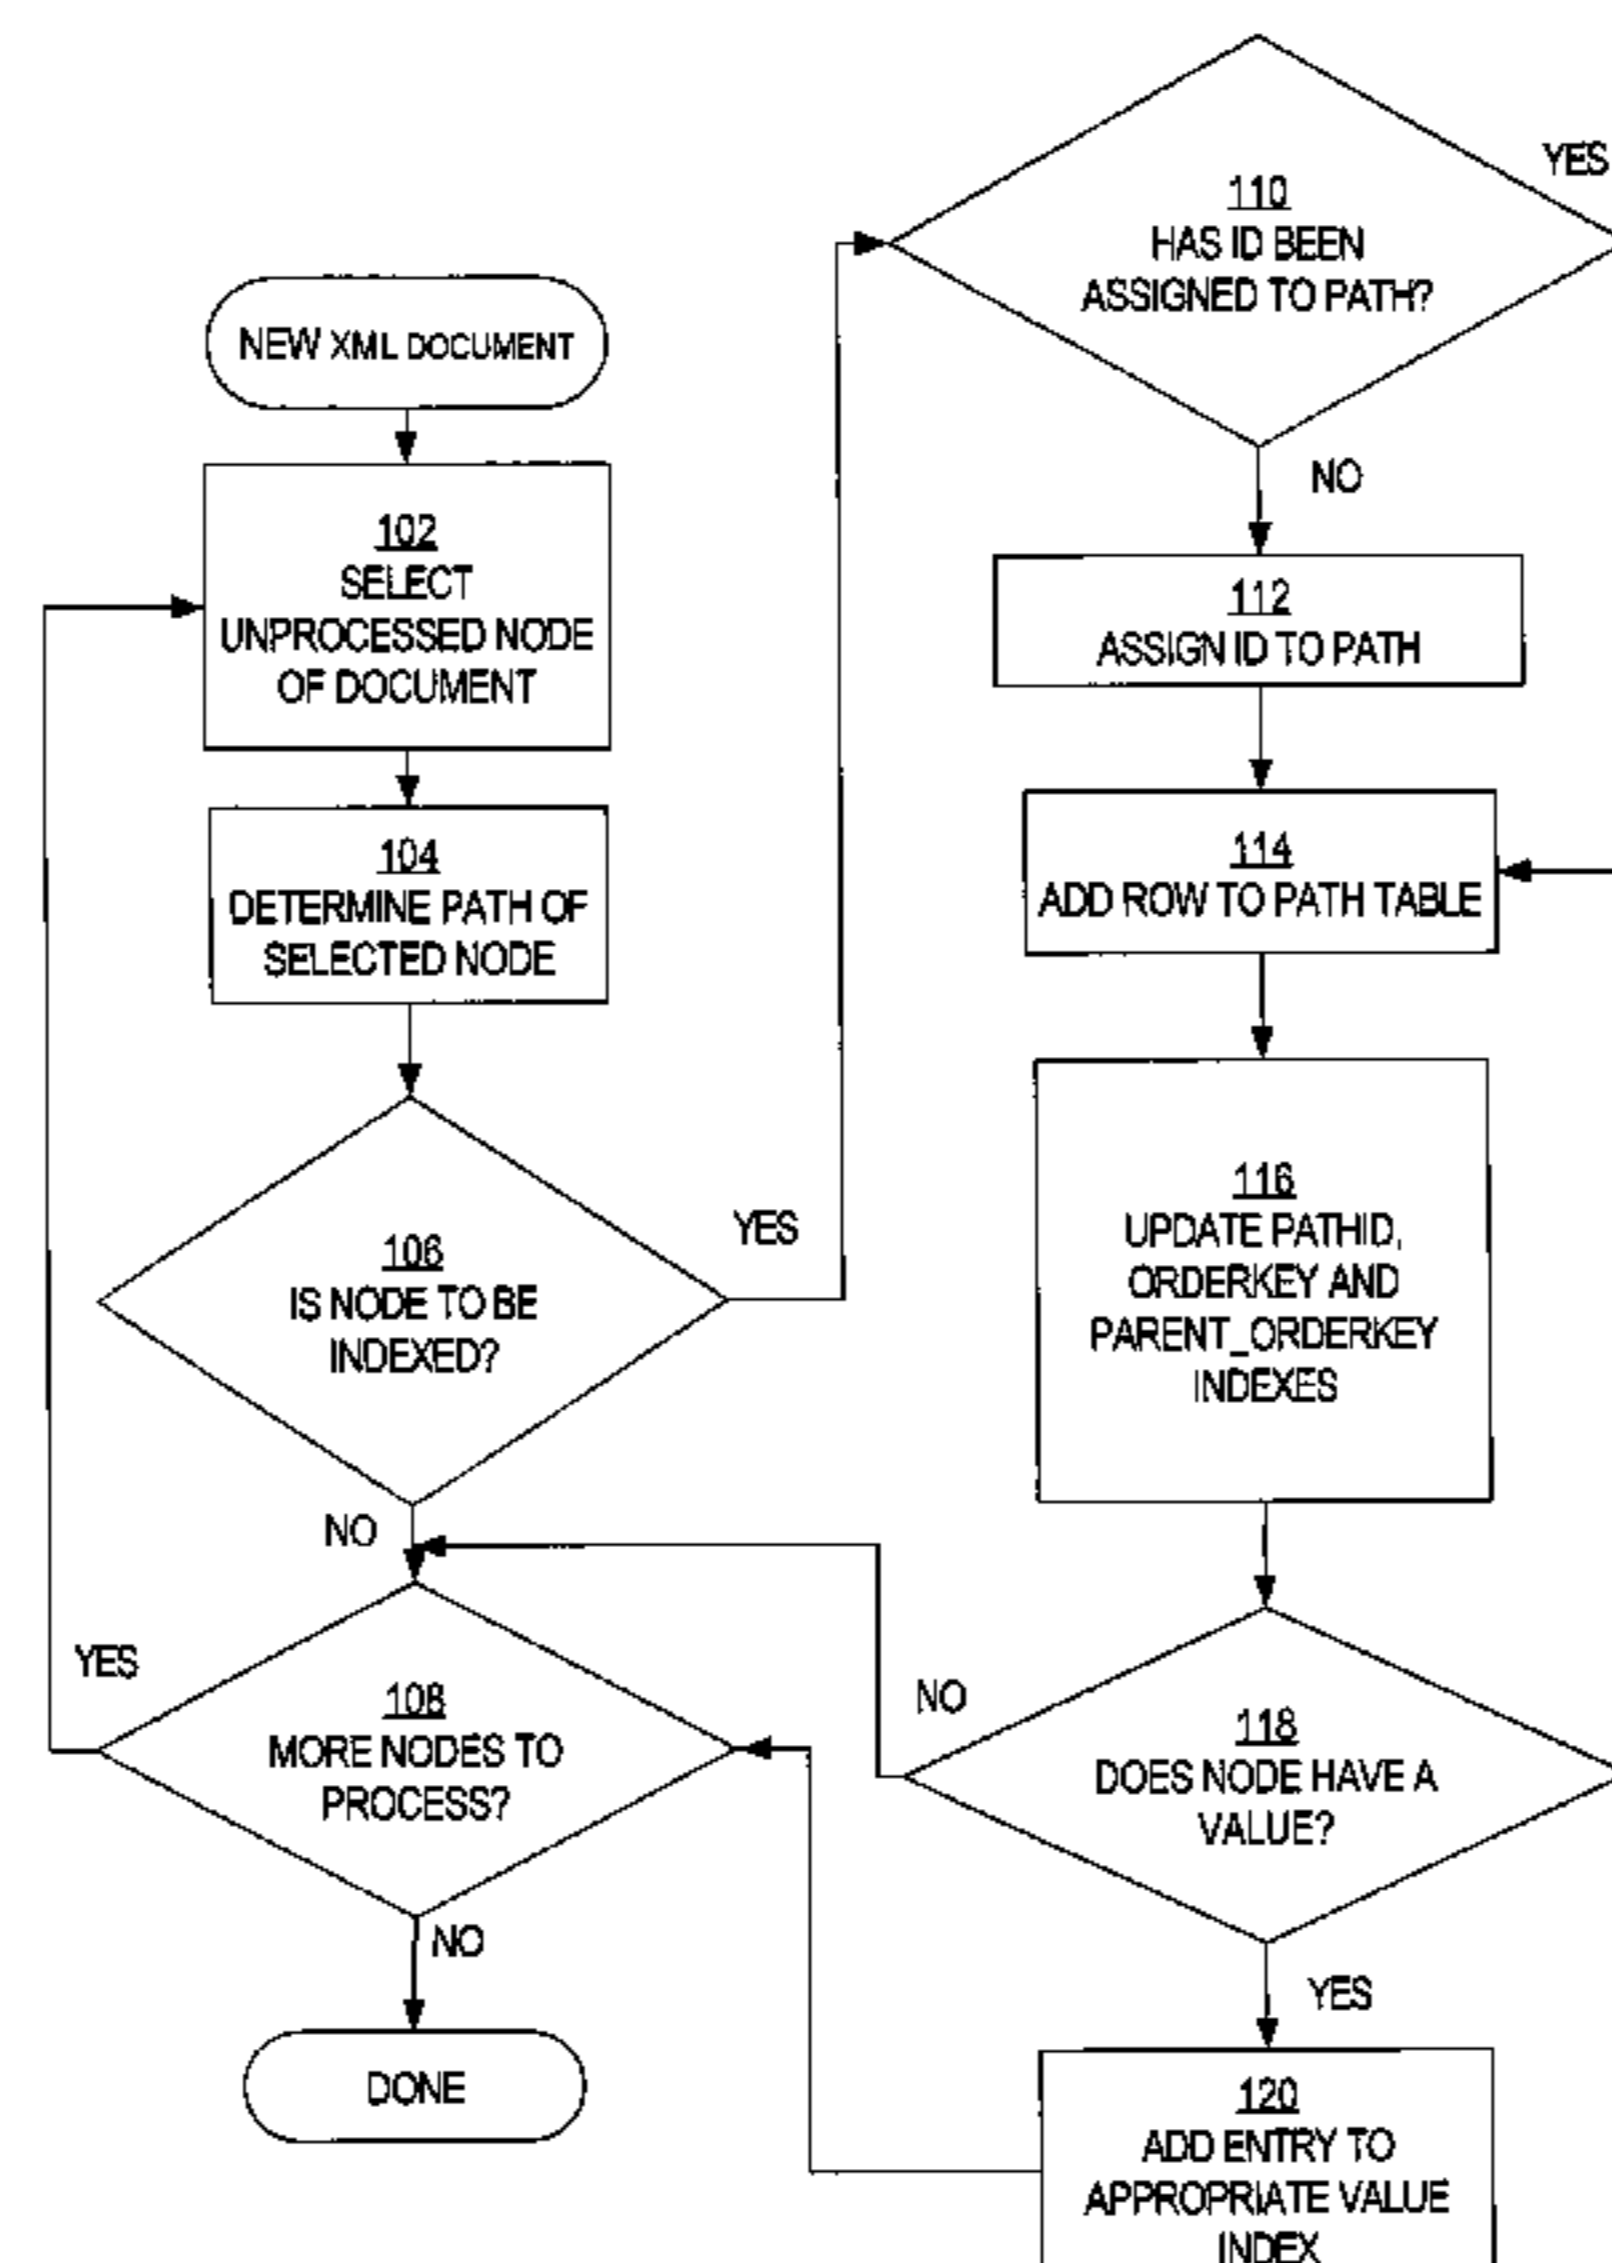 NEW XML DOCUMENT
102
SELECT
UNPROCESSED NODE
OF DOCUMENT
104
DETERMINE PATH OF
SELECTED NODE
106
IS NODE TO BE
INDEXED?
YES
NO
108
MORE NODES TO
PROCESS?
YES
NO
DONE
110
HAS ID BEEN
ASSIGNED TO PATH?
YES
NO
112
ASSIGN ID TO PATH
114
ADD ROW TO PATH TABLE
116
UPDATE PATHID,
ORDERKEY AND
PARENT_ORDERKEY
INDEXES
118
DOES NODE HAVE A
VALUE?
NO
YES
120
ADD ENTRY TO
APPROPRIATE VALUE
INDEX